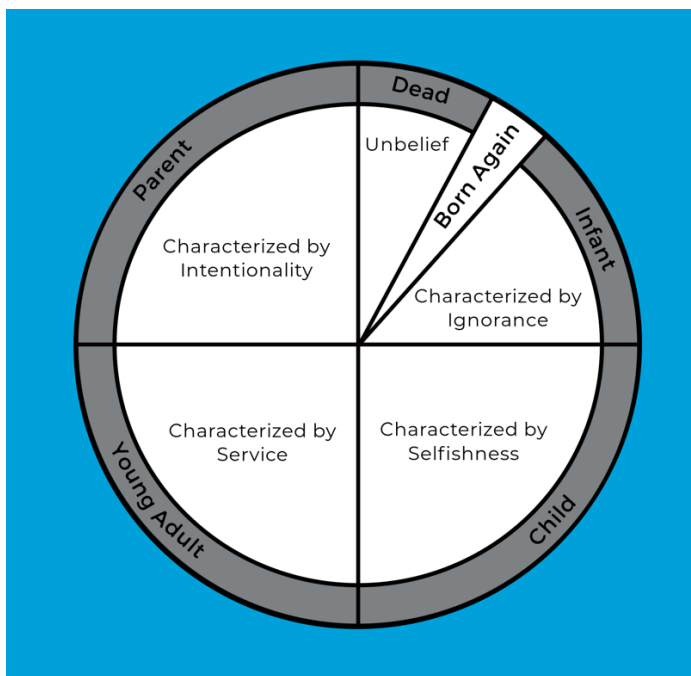 Dead
Unbelief
Born Again
Infant
Characterized by
Ignorance
Child
Characterized by
Selfishness
Young Adult
Characterized by
Service
Parent
Characterized by
Intentionality